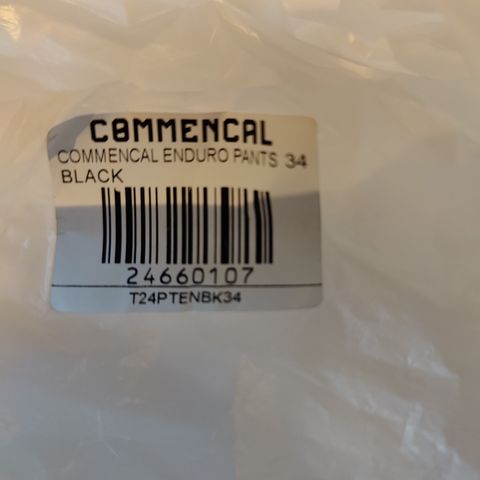 COMMENCAL
COMMENCAL ENDURO PANTS 34
BLACK
24660107
T24PTENBK34